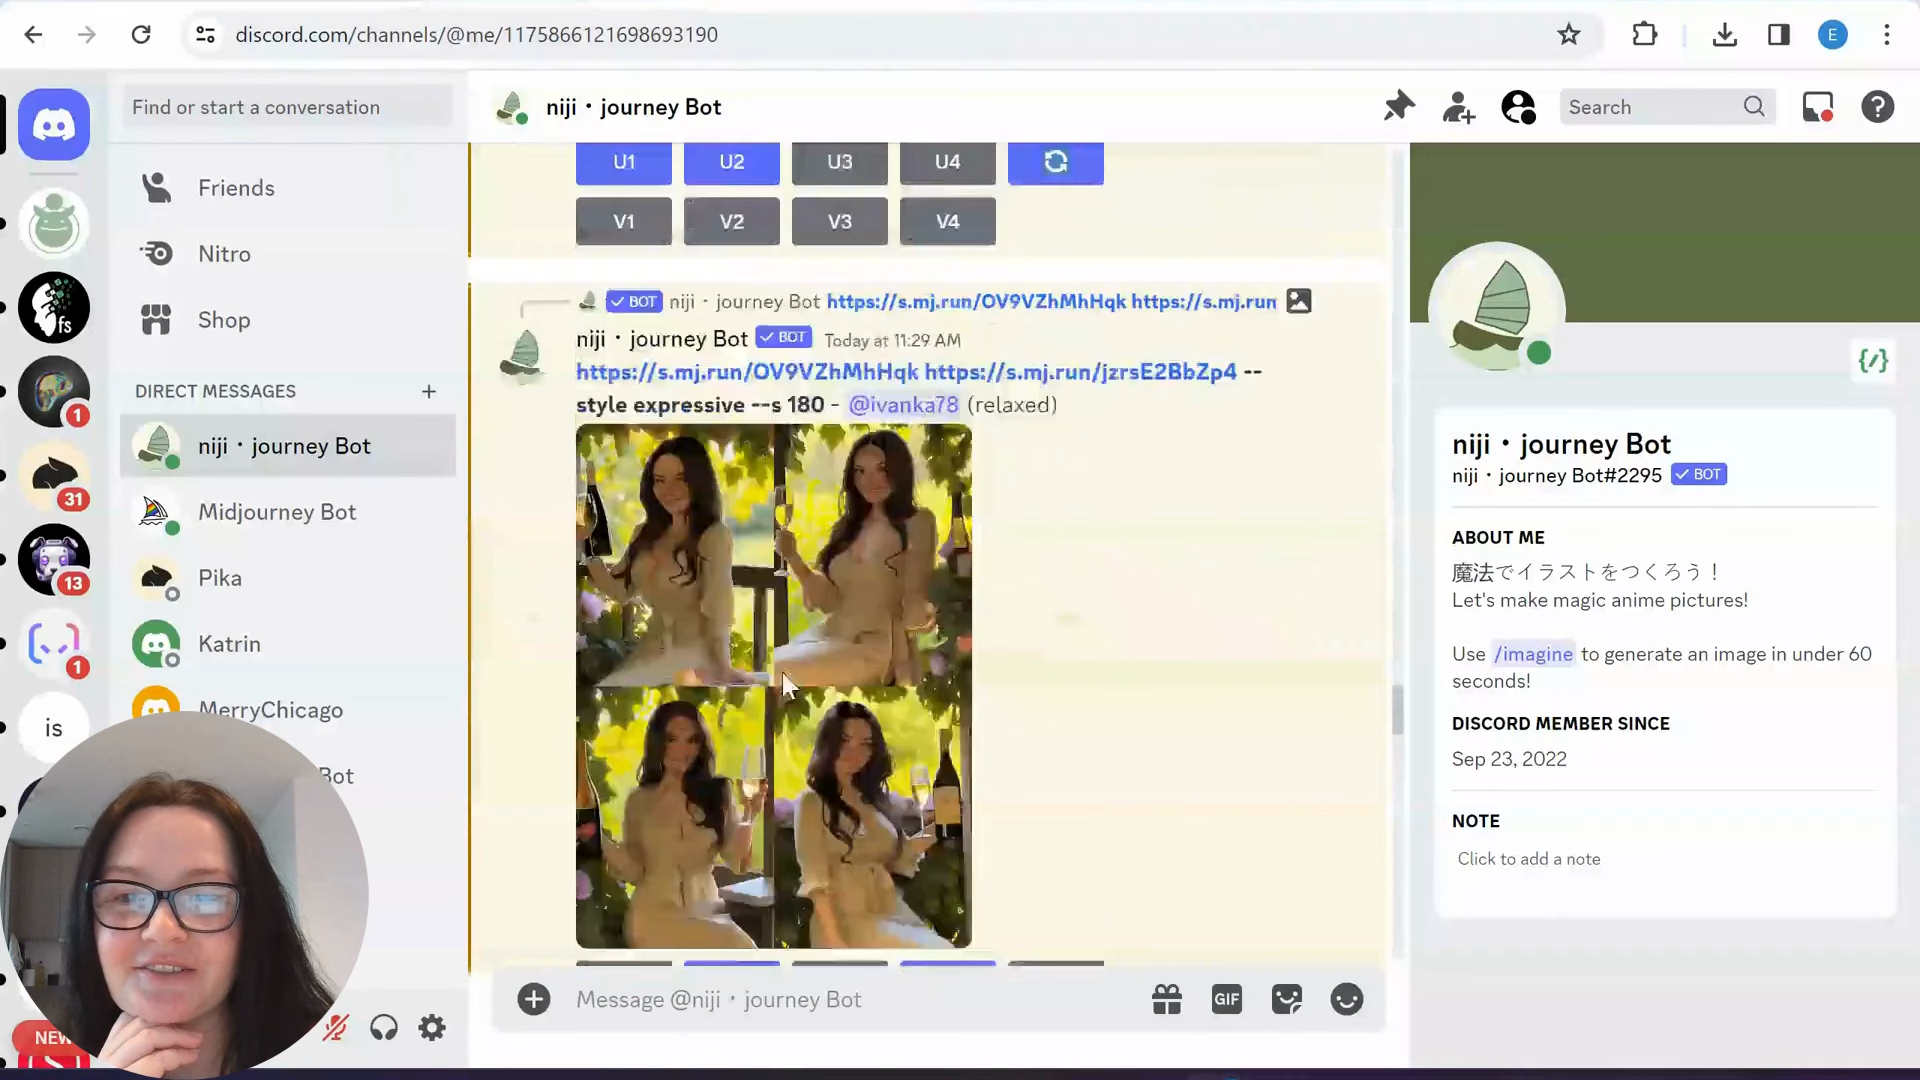 discord.com/channels/@me/1175866121698693190
E
Find or start a conversation
niji・journey Bot
Search
Friends
Nitro
Shop
DIRECT MESSAGES
niji・journey Bot
Midjourney Bot
Pika
Katrin
MerryChicago
Bot
fs
1
31
13
1
is
NEW
U1 U2 U3 U4
V1 V2 V3 V4
BOT niji・journey Bot https://s.mj.run/OV9VZhMhHqk https://s.mj.run
niji・journey Bot BOT Today at 11:29 AM
https://s.mj.run/OV9VZhMhHqk https://s.mj.run/jzrsE2BbZp4 --
style expressive --s 180 - @ivanka78 (relaxed)
Message @niji・journey Bot
GIF
niji・journey Bot
niji・journey Bot#2295 BOT
ABOUT ME
魔法でイラストをつくろう！
Let's make magic anime pictures!
Use /imagine to generate an image in under 60
seconds!
DISCORD MEMBER SINCE
Sep 23, 2022
NOTE
Click to add a note